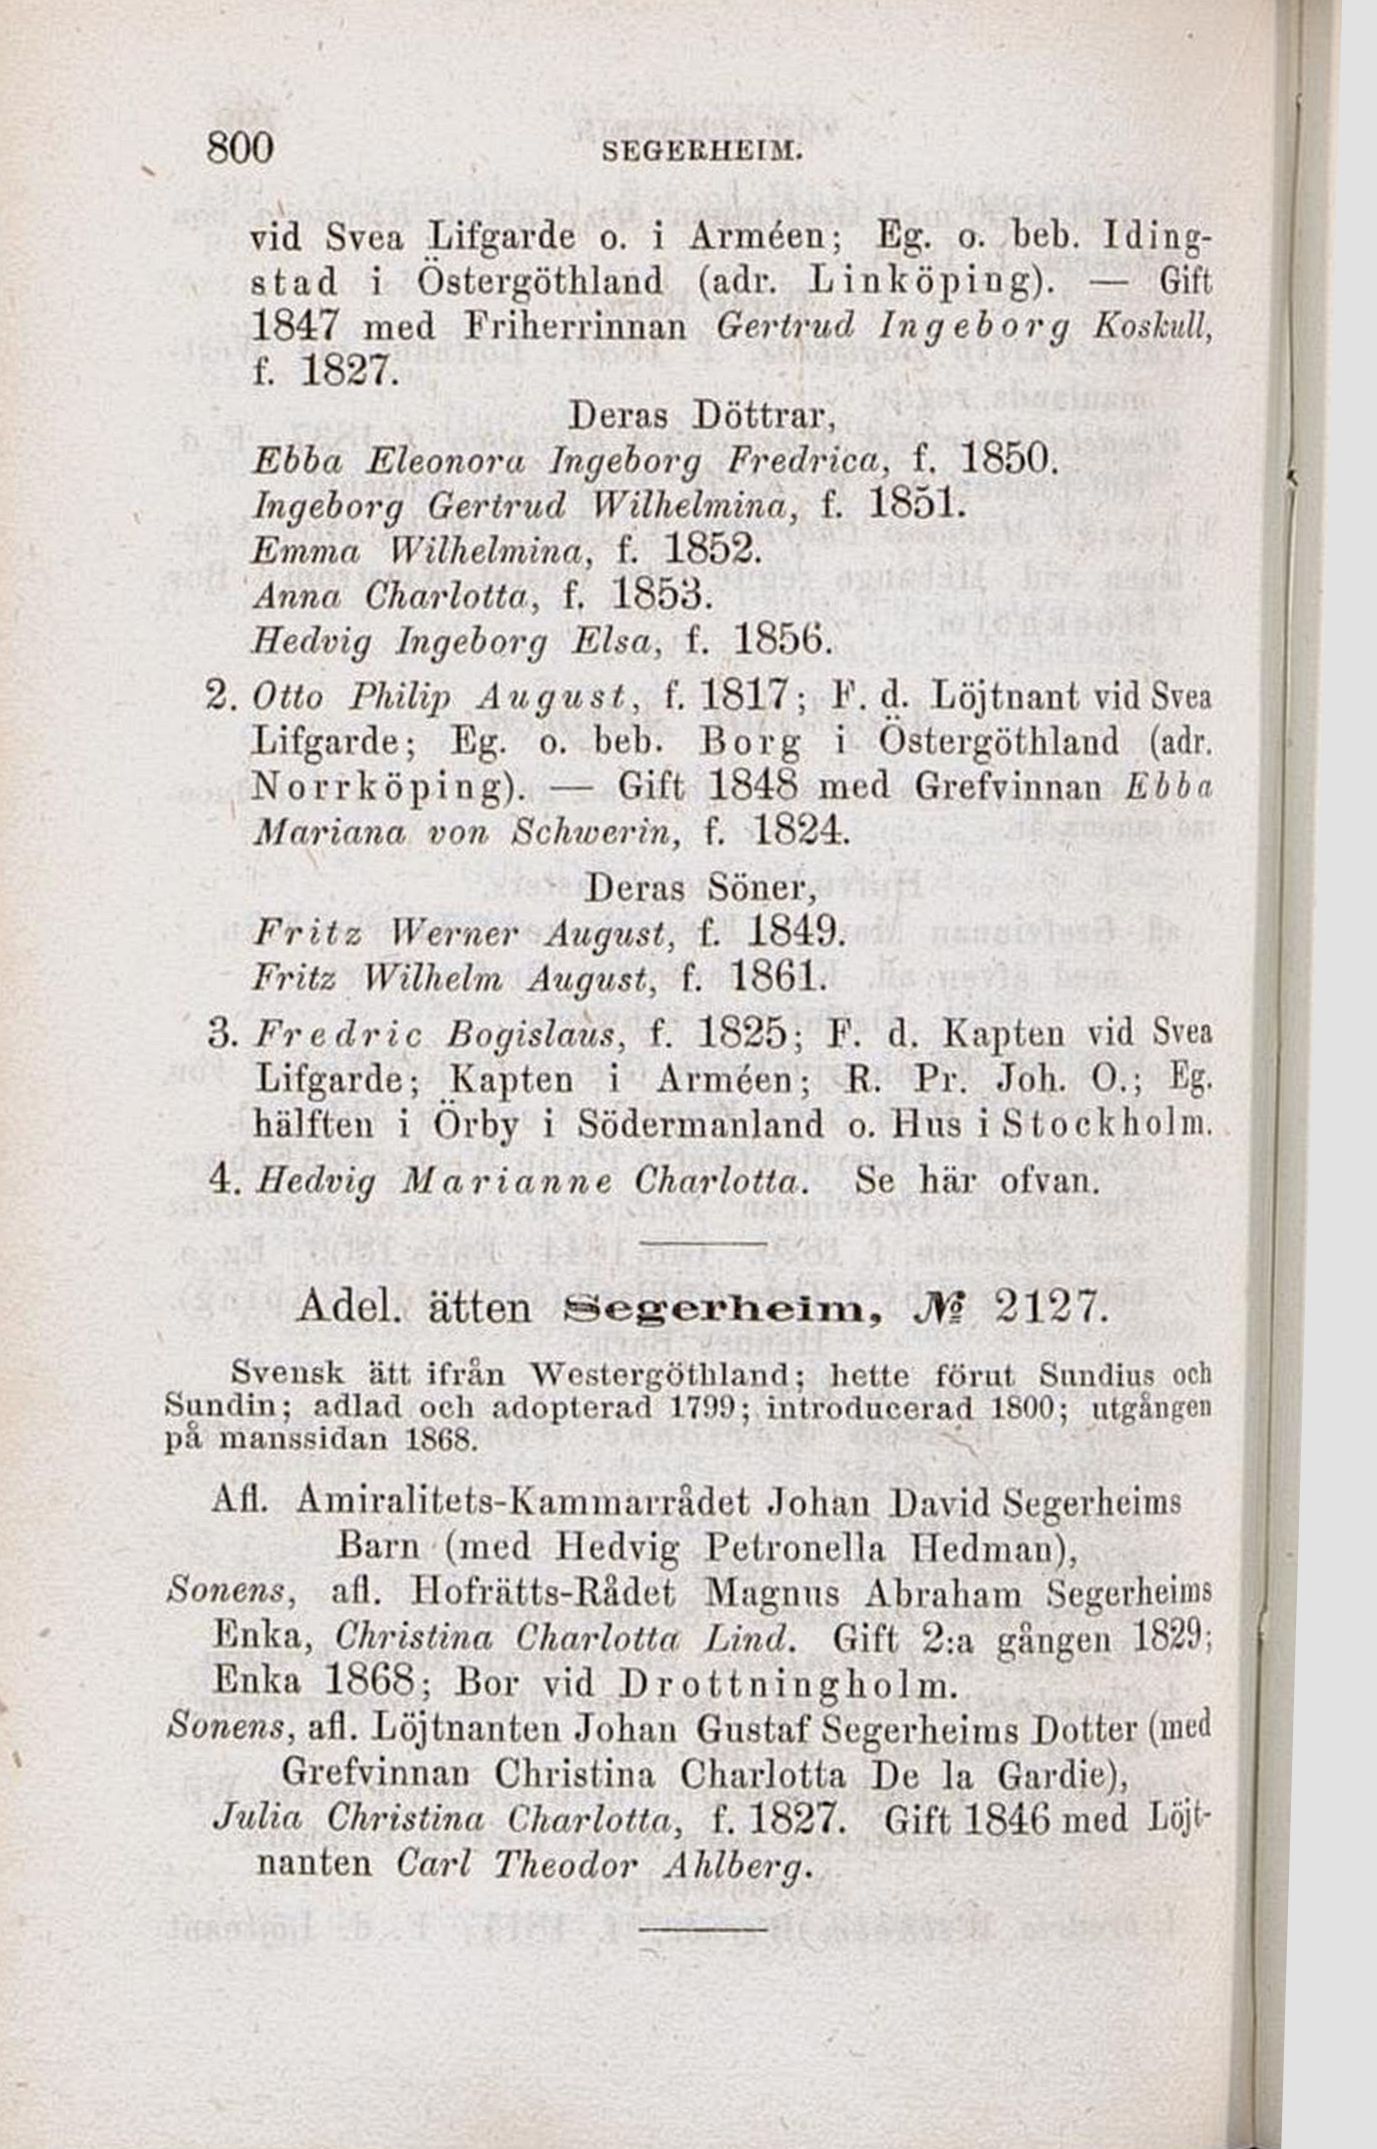 800 SEGERHEIM.
vid Svea Lifgarde o. i Arméen; Eg. o. beb. Iding-
stad i Östergöthland (adr. Linköping). — Gift
1847 med Friherrinnan Gertrud Ingeborg Koskull,
f. 1827.
Deras Döttrar,
Ebba Eleonora Ingeborg Fredrica, f. 1850.
Ingeborg Gertrud Wilhelmina, f. 1851.
Emma Wilhelmina, f. 1852.
Anna Charlotta, f. 1853.
Hedvig Ingeborg Elsa, f. 1856.
2. Otto Philip August, f. 1817; F. d. Löjtnant vid Svea
Lifgarde; Eg. o. beb. Borg i Östergöthland (adr.
Norrköping). — Gift 1848 med Grefvinnan Ebba
Mariana von Schwerin, f. 1824.
Deras Söner,
Fritz Werner August, f. 1849.
Fritz Wilhelm August, f. 1861.
3. Fredric Bogislaus, f. 1825; F. d. Kapten vid Svea
Lifgarde; Kapten i Arméen; R. Pr. Joh. O.; Eg.
hälften i Örby i Södermanland o. Hus i Stockholm.
4. Hedvig Marianne Charlotta. Se här ofvan.
Adel. ätten Segerheim, № 2127.
Svensk ätt ifrån Westergöthland; hette förut Sundius och
Sundin; adlad och adopterad 1799; introducerad 1800; utgången
på manssidan 1868.
Afl. Amiralitets-Kammarrådet Johan David Segerheims
Barn (med Hedvig Petronella Hedman),
Sonens, afl. Hofrätts-Rådet Magnus Abraham Segerheims
Enka, Christina Charlotta Lind. Gift 2:a gången 1829;
Enka 1868; Bor vid Drottningholm.
Sonens, afl. Löjtnanten Johan Gustaf Segerheims Dotter (med
Grefvinnan Christina Charlotta De la Gardie),
Julia Christina Charlotta, f. 1827. Gift 1846 med Löjt-
nanten Carl Theodor Ahlberg.